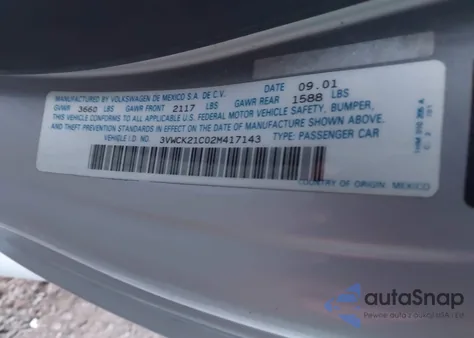 MANUFACTURED BY VOLKSWAGEN DE MEXICO S.A. DE C.V. DATE 09.01
GVWR 3660 LBS GAWR FRONT 2117 LBS GAWR REAR 1588 LBS
THIS VEHICLE CONFORMS TO ALL APPLICABLE U.S. FEDERAL MOTOR VEHICLE SAFETY, BUMPER,
AND THEFT PREVENTION STANDARDS IN EFFECT ON THE DATE OF MANUFACTURE SHOWN ABOVE.
VEHICLE I.D. NO. 3VWCK21C02M417143 TYPE: PASSENGER CAR
COUNTRY OF ORIGIN: MEXICO
autoSnap